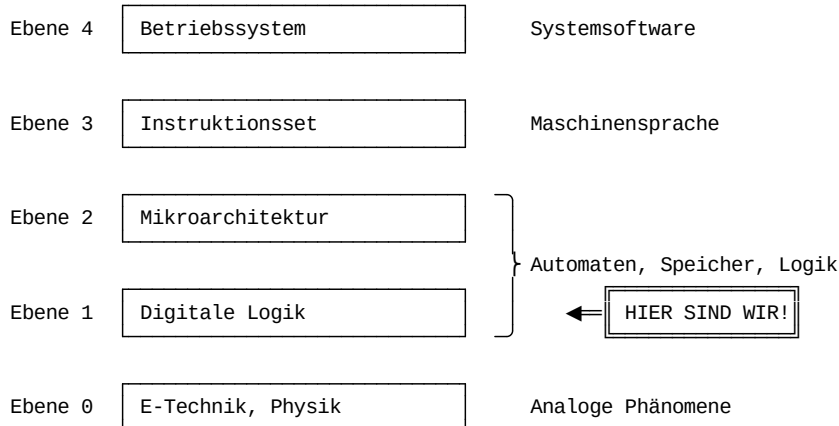 Ebene 4 Betriebssystem Systemsoftware
Ebene 3 Instruktionsset Maschinensprache
Ebene 2 Mikroarchitektur
Automaten, Speicher, Logik
Ebene 1 Digitale Logik HIER SIND WIR!
Ebene 0 E-Technik, Physik Analoge Phänomene